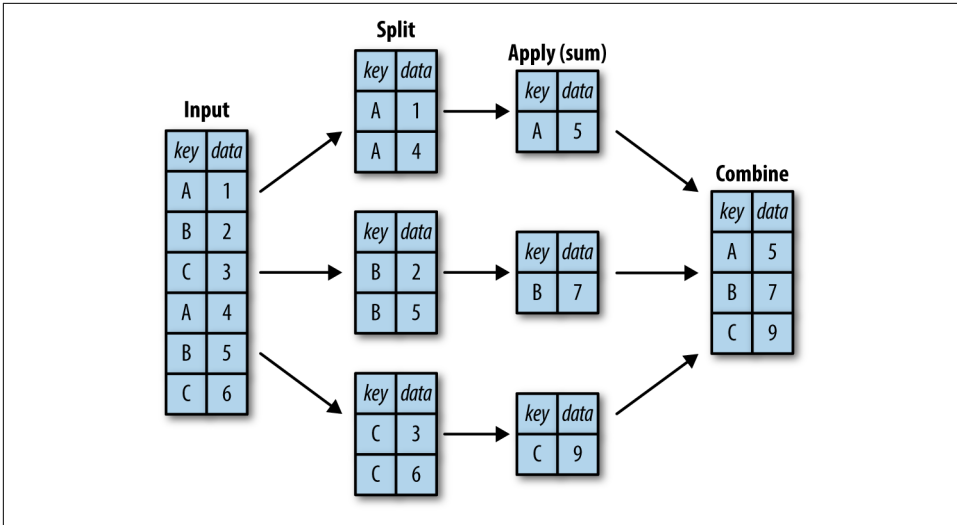 Input
key data
A 1
B 2
C 3
A 4
B 5
C 6
Split
key data
A 1
A 4
key data
B 2
B 5
key data
C 3
C 6
Apply (sum)
key data
A 5
key data
B 7
key data
C 9
Combine
key data
A 5
B 7
C 9